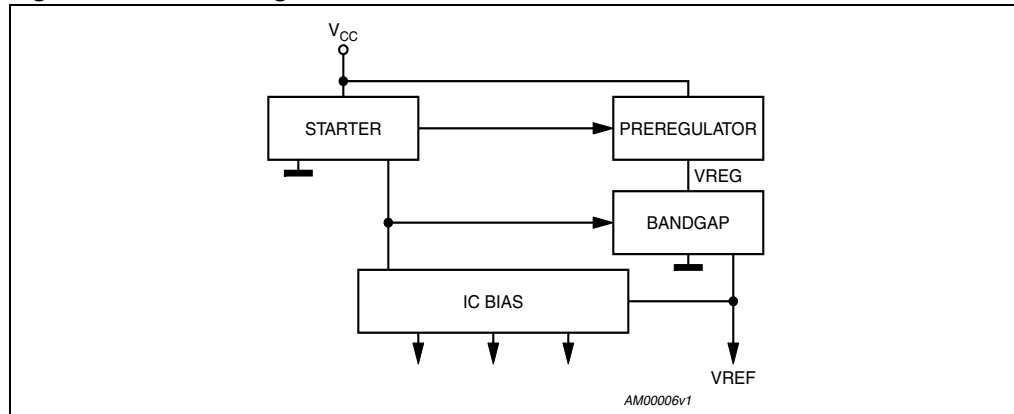 VCC
STARTER
PREREGULATOR
VREG
BANDGAP
IC BIAS
VREF
AM00006v1